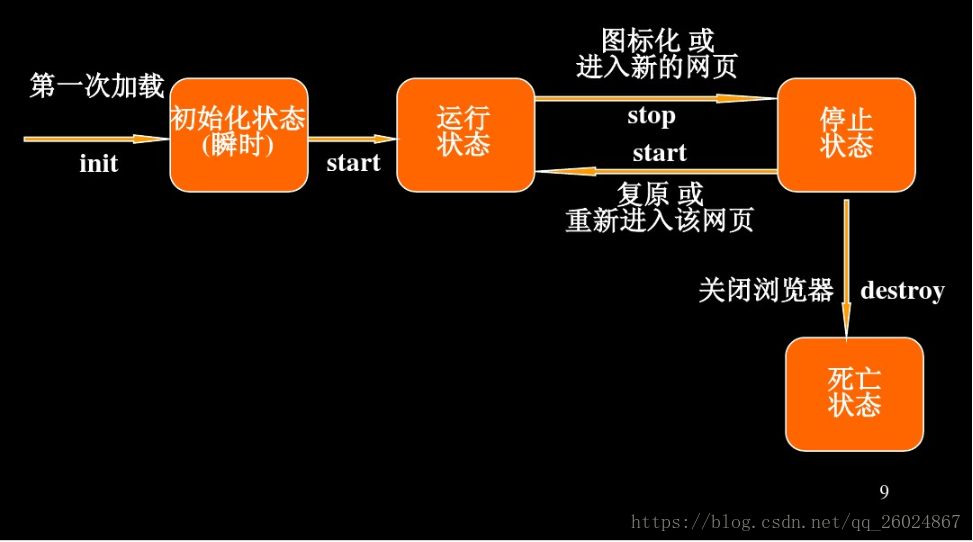 图标化 或
进入新的网页
第一次加载
初始化状态
(瞬时)
运行
状态
停止
状态
stop
start
init
start
复原 或
重新进入该网页
关闭浏览器
destroy
死亡
状态
9
https://blog.csdn.net/qq_26024867